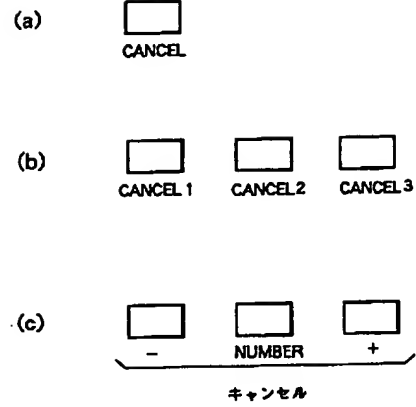 (a)
CANCEL
(b)
CANCEL 1 CANCEL 2 CANCEL 3
(c)
− NUMBER +
キャンセル